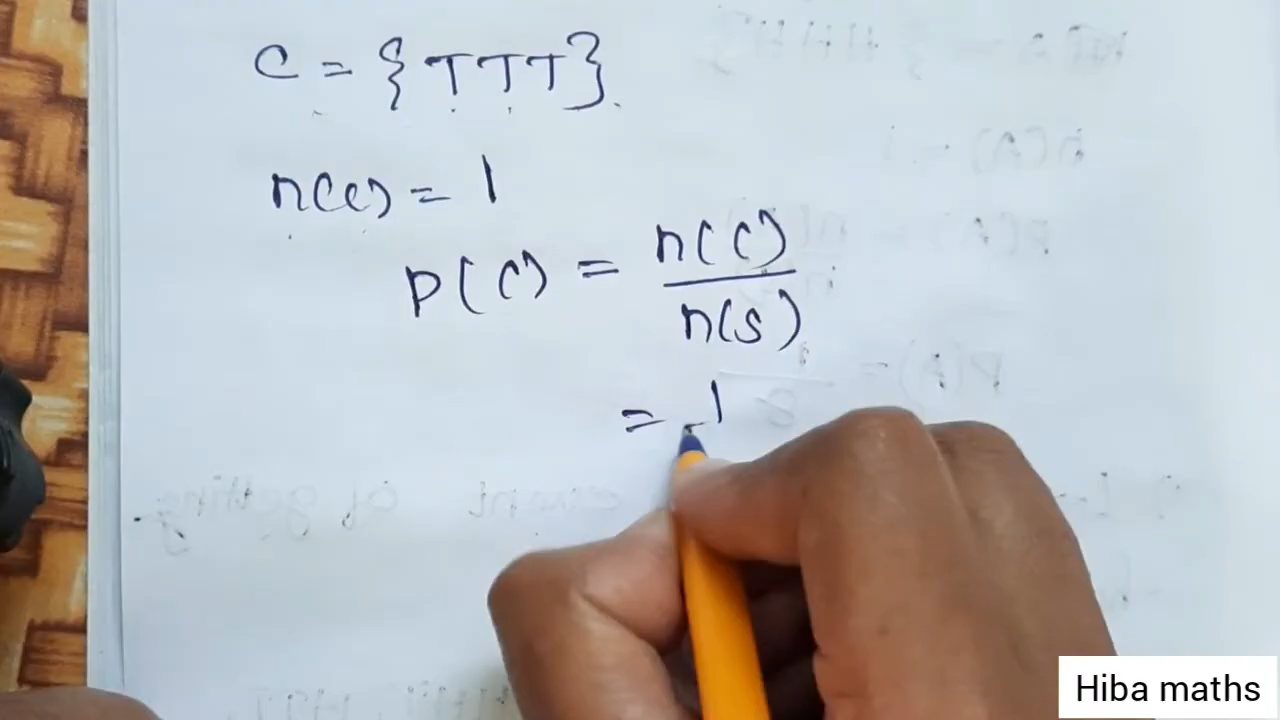 C = {TTT}.
n(c) = 1
P(C) = n(C)
n(S)
= 1
Hiba maths